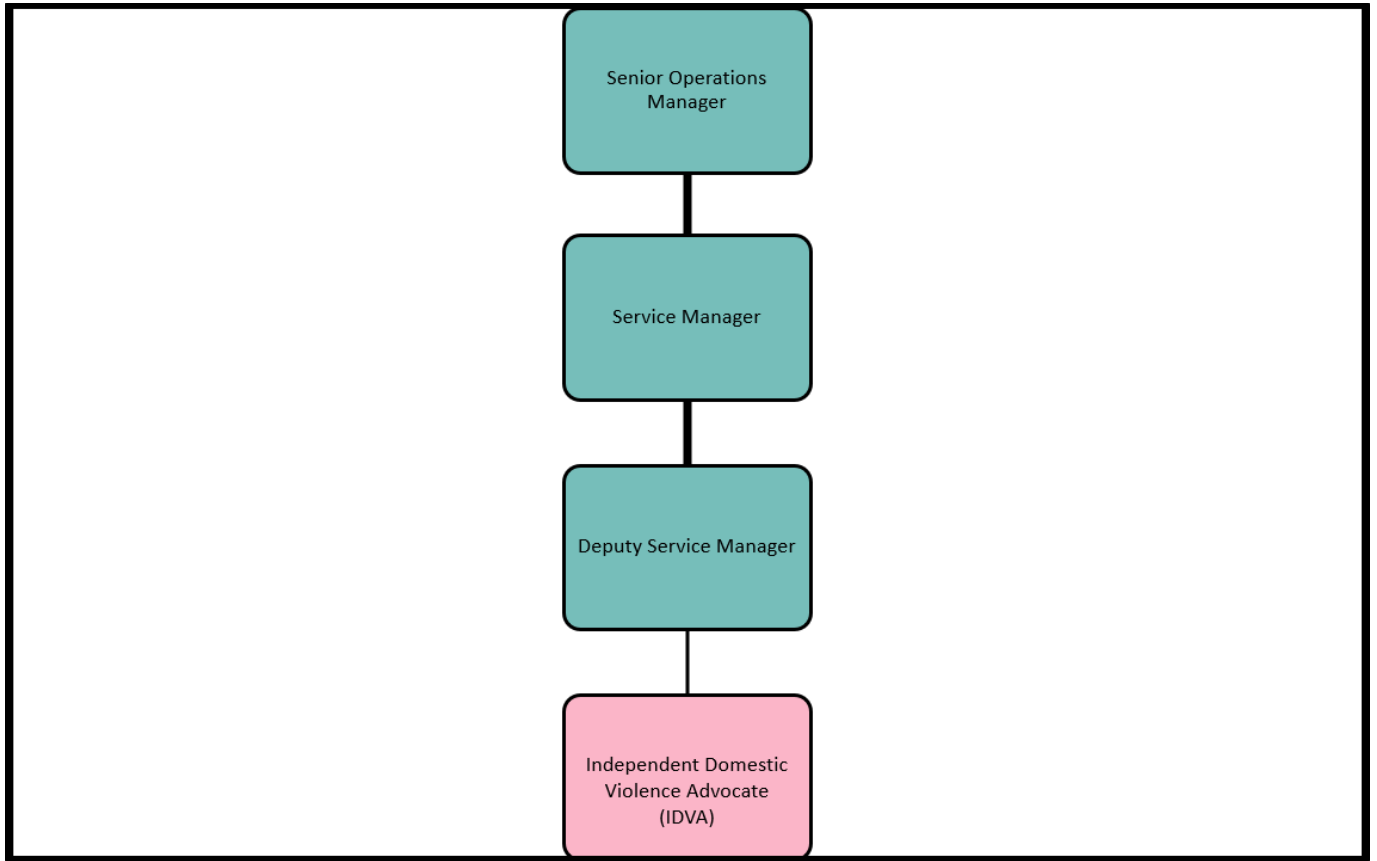 Senior Operations
Manager
Service Manager
Deputy Service Manager
Independent Domestic
Violence Advocate
(IDVA)